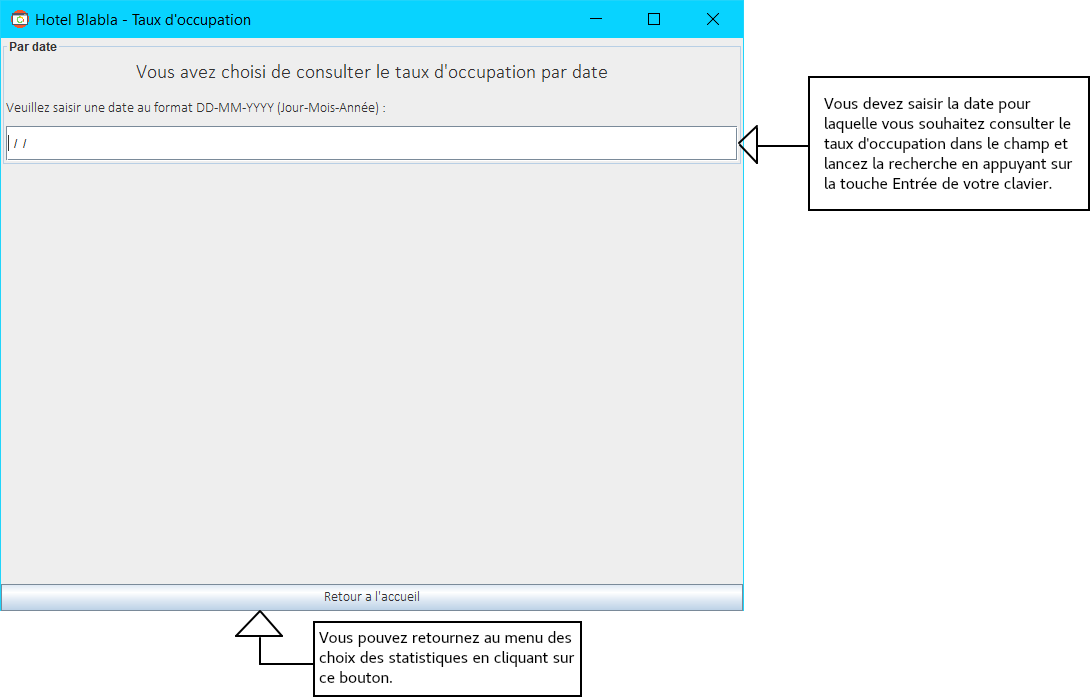 Hotel Blabla - Taux d'occupation
Par date
Vous avez choisi de consulter le taux d'occupation par date
Veuillez saisir une date au format DD-MM-YYYY (Jour-Mois-Année) :
/ /
Vous devez saisir la date pour
laquelle vous souhaitez consulter le
taux d'occupation dans le champ et
lancez la recherche en appuyant sur
la touche Entrée de votre clavier.
Retour a l'accueil
Vous pouvez retournez au menu des
choix des statistiques en cliquant sur
ce bouton.